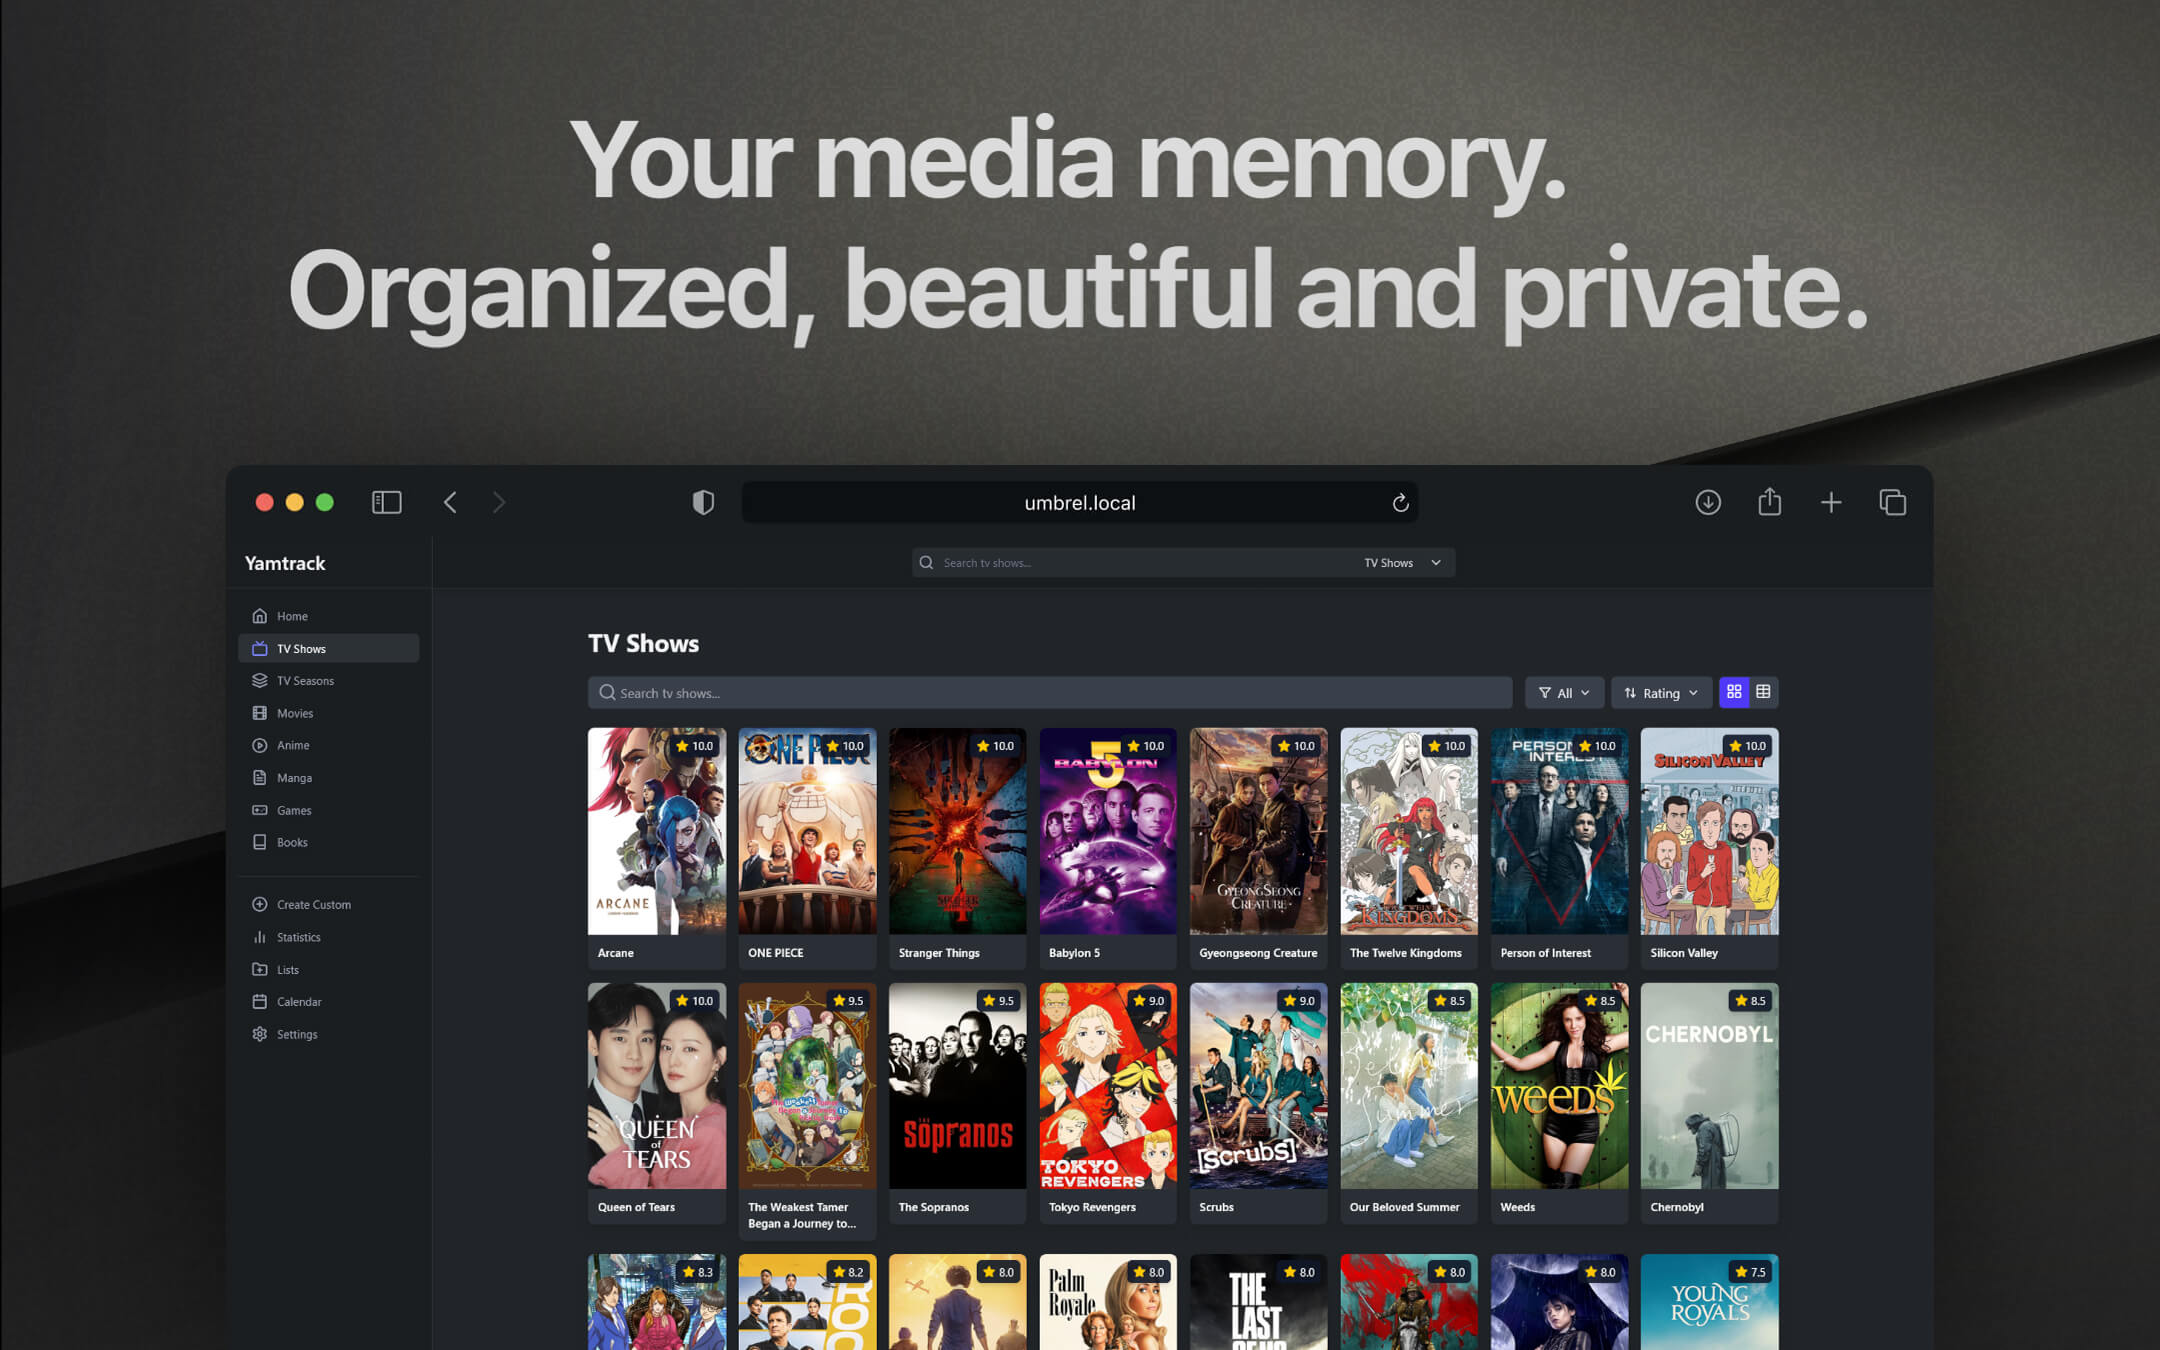 Your media memory.
Organized, beautiful and private.
umbrel.local
Yamtrack
Search tv shows...
TV Shows
Home
TV Shows
TV Seasons
Movies
Anime
Manga
Games
Books
Create Custom
Statistics
Lists
Calendar
Settings
TV Shows
Search tv shows...
All
Rating
10.0
10.0
10.0
10.0
10.0
10.0
10.0
10.0
ARCANE
ONE PIECE
BABYLON
5
GYEONGSEONG
CREATURE
KINGDOMS
PERSON
INTEREST
SILICON VALLEY
Arcane
ONE PIECE
Stranger Things
Babylon 5
Gyeongseong Creature
The Twelve Kingdoms
Person of Interest
Silicon Valley
10.0
9.5
9.5
9.0
9.0
8.5
8.5
8.5
QUEEN
of
TEARS
THE
Sopranos
TOKYO
REVENGERS
[scrubs]
Summer
WeeDS
CHERNOBYL
Queen of Tears
The Weakest Tamer
Began a Journey to...
The Sopranos
Tokyo Revengers
Scrubs
Our Beloved Summer
Weeds
Chernobyl
8.3
8.2
8.0
8.0
8.0
8.0
8.0
7.5
Palm
Royale
THE
LAST
YOUNG
ROYALS